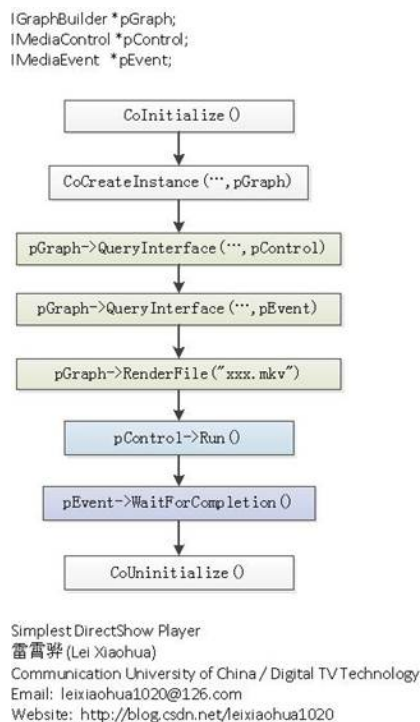 IGraphBuilder *pGraph;
IMediaControl *pControl;
IMediaEvent *pEvent;
CoInitialize()
CoCreateInstance(…,pGraph)
pGraph->QueryInterface(…,pControl)
pGraph->QueryInterface(…,pEvent)
pGraph->RenderFile("xxx.mkv")
pControl->Run()
pEvent->WaitForCompletion()
CoUninitialize()
Simplest DirectShow Player
雷霄骅 (Lei Xiaohua)
Communication University of China / Digital TV Technology
Email: leixiaohua1020@126.com
Website: http://blog.csdn.net/leixiaohua1020